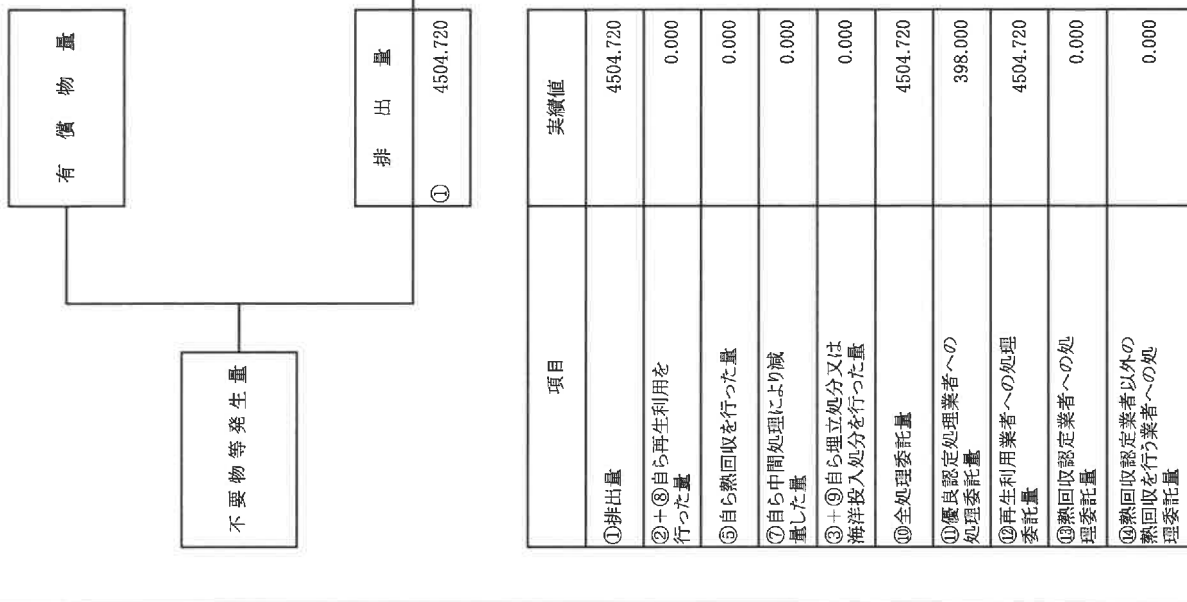 有償物量
不要物等発生量
排出量
① 4504.720
項目 実績値
①排出量 4504.720
②+⑧自ら再生利用を
行った量 0.000
⑤自ら熱回収を行った量 0.000
⑦自ら中間処理により減
量した量 0.000
③+⑨自ら埋立処分又は
海洋投入処分を行った量 0.000
⑩全処理委託量 4504.720
⑪優良認定処理業者への
処理委託量 398.000
⑫再生利用業者への処理
委託量 4504.720
⑬熱回収認定業者への処
理委託量 0.000
⑭熱回収認定業者以外の
熱回収を行う業者への処
理委託量 0.000